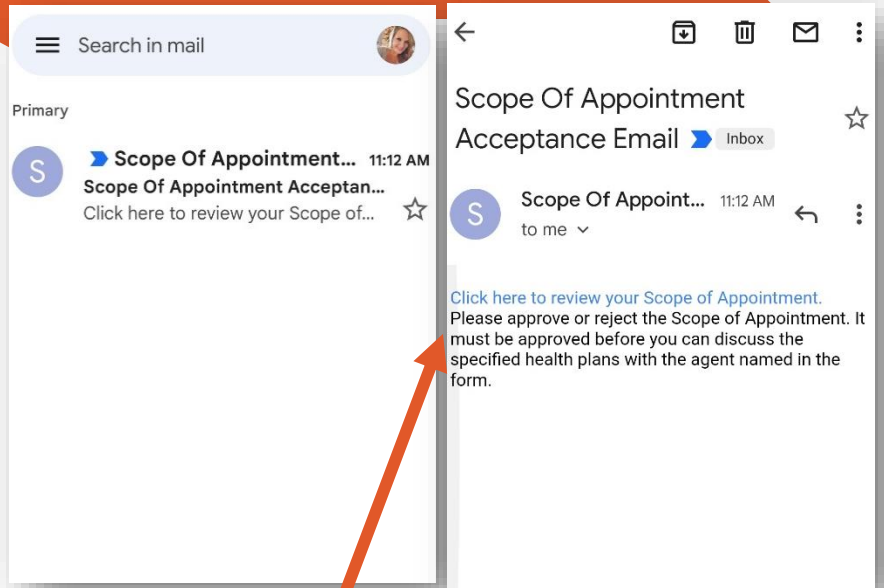 Search in mail
Primary
S
Scope Of Appointment... 11:12 AM
Scope Of Appointment Acceptan...
Click here to review your Scope of...
Scope Of Appointment
Acceptance Email Inbox
S
Scope Of Appoint... 11:12 AM
to me
Click here to review your Scope of Appointment.
Please approve or reject the Scope of Appointment. It
must be approved before you can discuss the
specified health plans with the agent named in the
form.